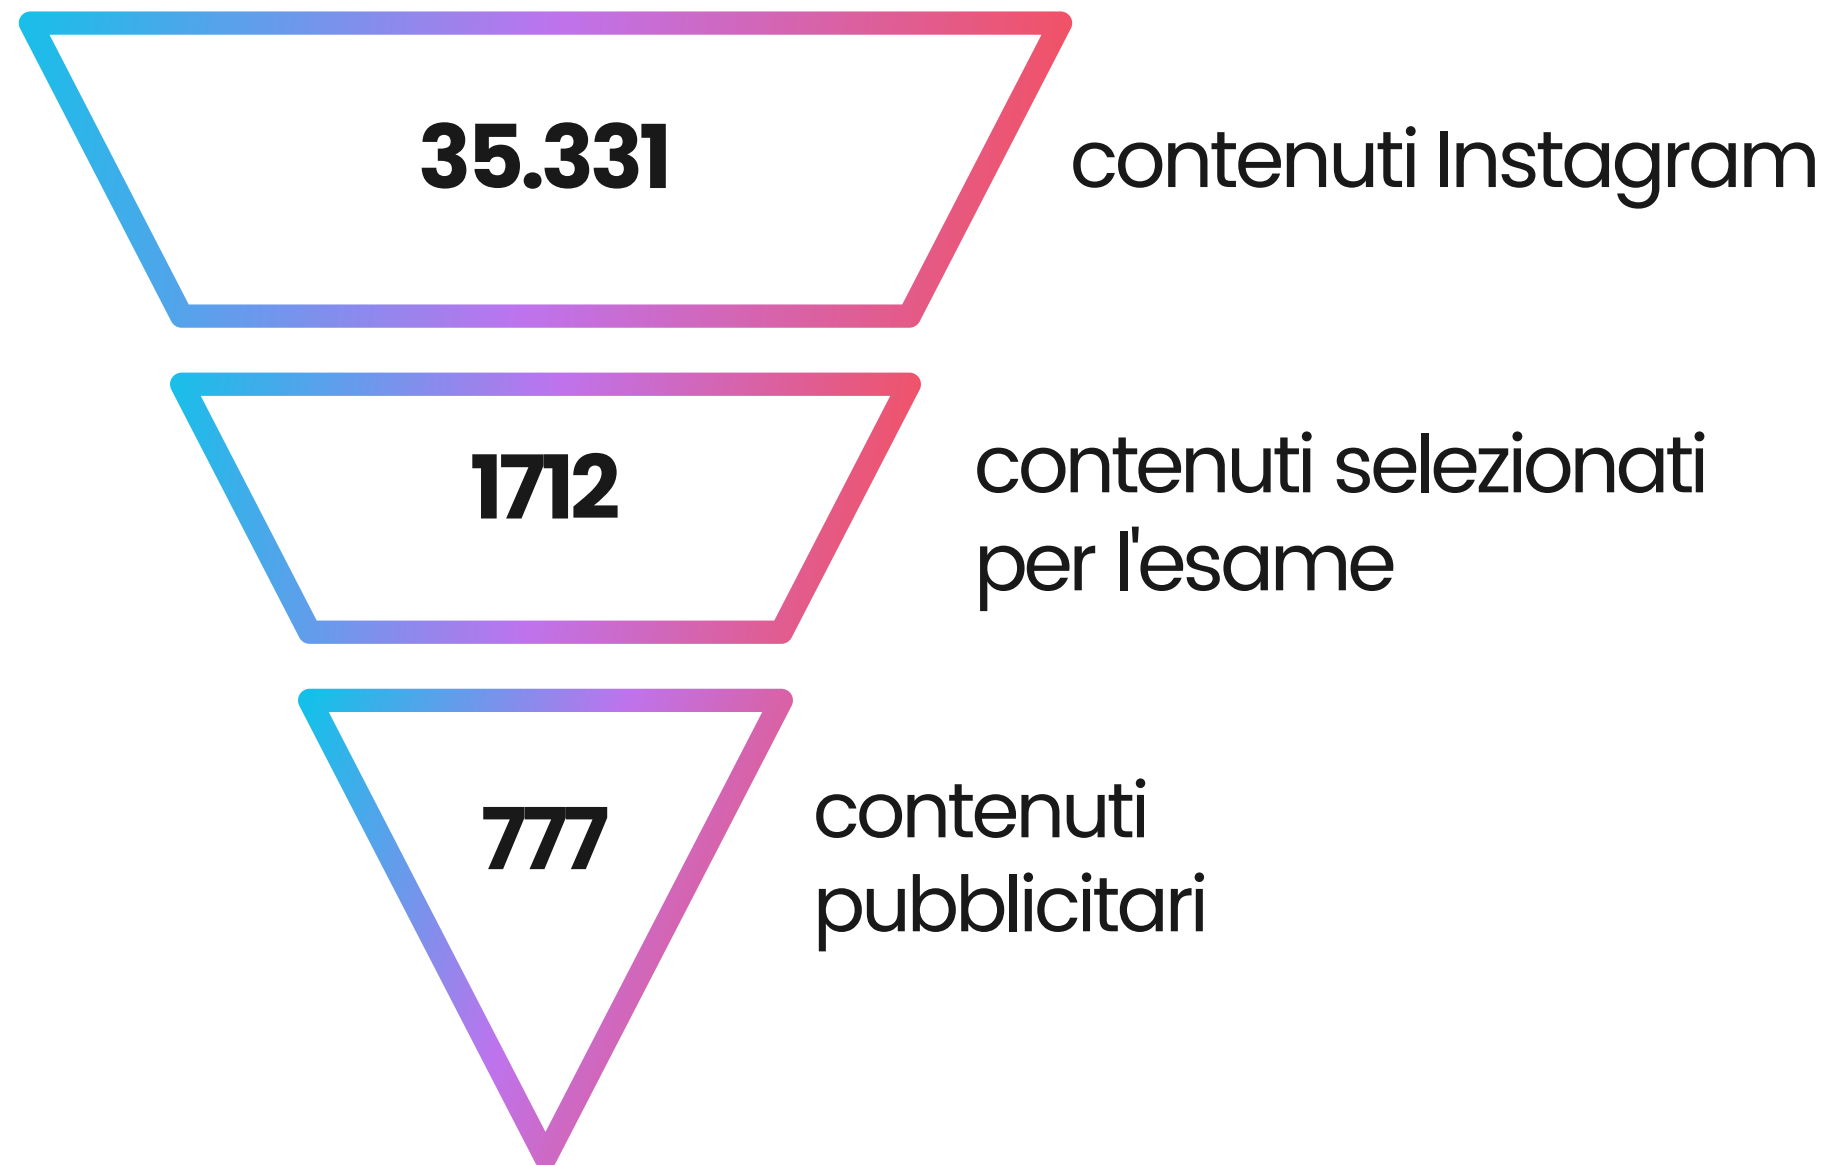 35.331
contenuti Instagram
1712
contenuti selezionati
per l'esame
777
contenuti
pubblicitari